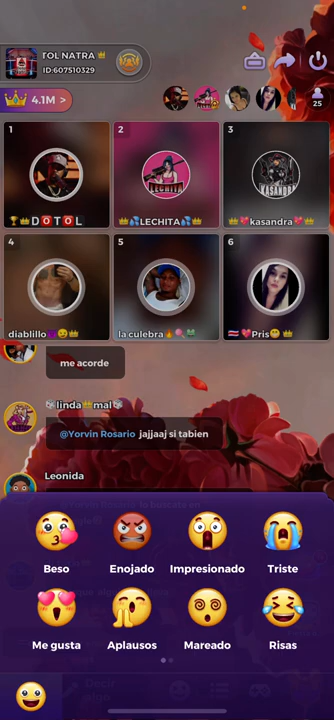 TOL NATRA👑
ID:607510329
4.1M >
25
1
2
3
LECHITA
KASANDRA
🏆👑🅳🅾️🆃🅾️🅻
👑💦LECHITA💦👑
👑💖kasandra💖👑
4
5
6
diablillo😈🤫👑
la culebra🔥🍭🐸
🇨🇷❤️Pris😬👑
me acorde
linda👑mal
@Yorvin Rosario jajjaaj si tabien
Leonida
Beso
Enojado
Impresionado
Triste
Me gusta
Aplausos
Mareado
Risas